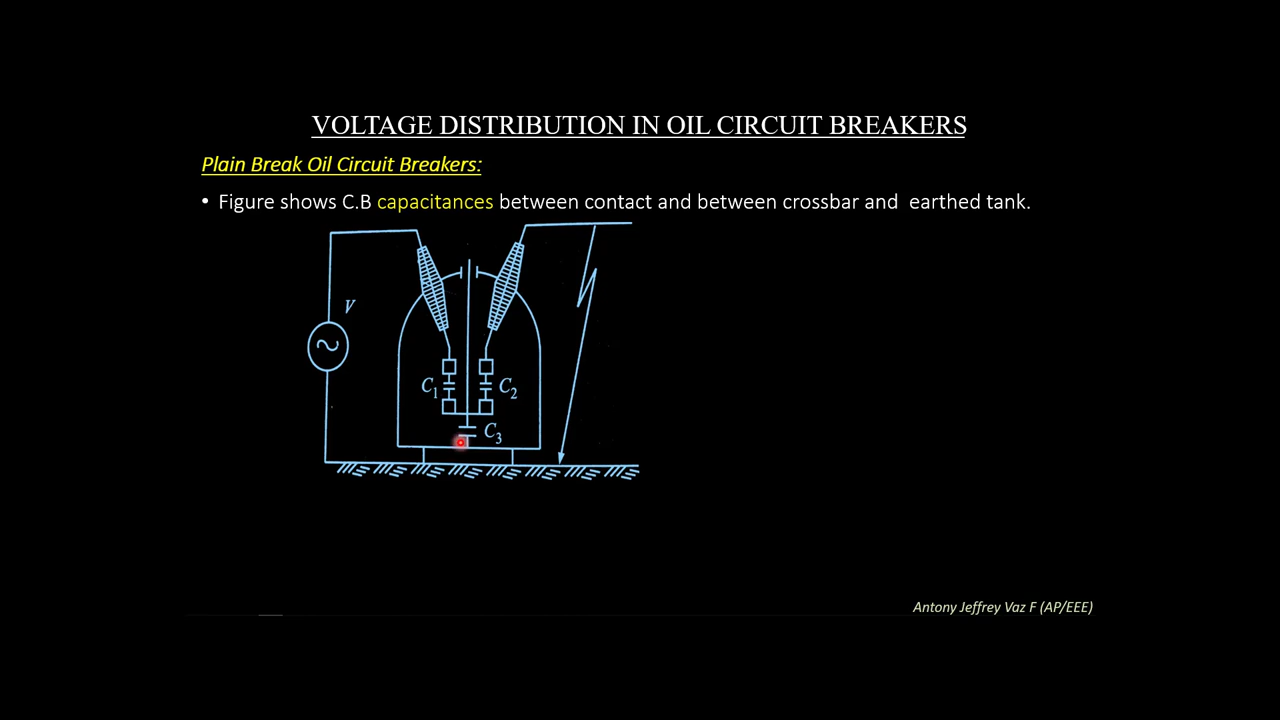 VOLTAGE DISTRIBUTION IN OIL CIRCUIT BREAKERS
Plain Break Oil Circuit Breakers:
• Figure shows C.B capacitances between contact and between crossbar and earthed tank.
V
C₁ C₂
C₃
Antony Jeffrey Vaz F (AP/EEE)